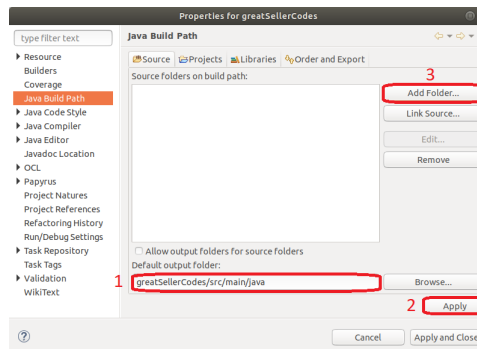 Properties for greatSellerCodes
type filter text
Java Build Path
Resource
Builders
Coverage
Java Build Path
Java Code Style
Java Compiler
Java Editor
Javadoc Location
OCL
Papyrus
Project Natures
Project References
Refactoring History
Run/Debug Settings
Task Repository
Task Tags
Validation
WikiText
Source Projects Libraries Order and Export
Source folders on build path:
3
Add Folder...
Link Source...
Edit...
Remove
Allow output folders for source folders
Default output folder:
1 greatSellerCodes/src/main/java Browse...
2 Apply
Cancel Apply and Close